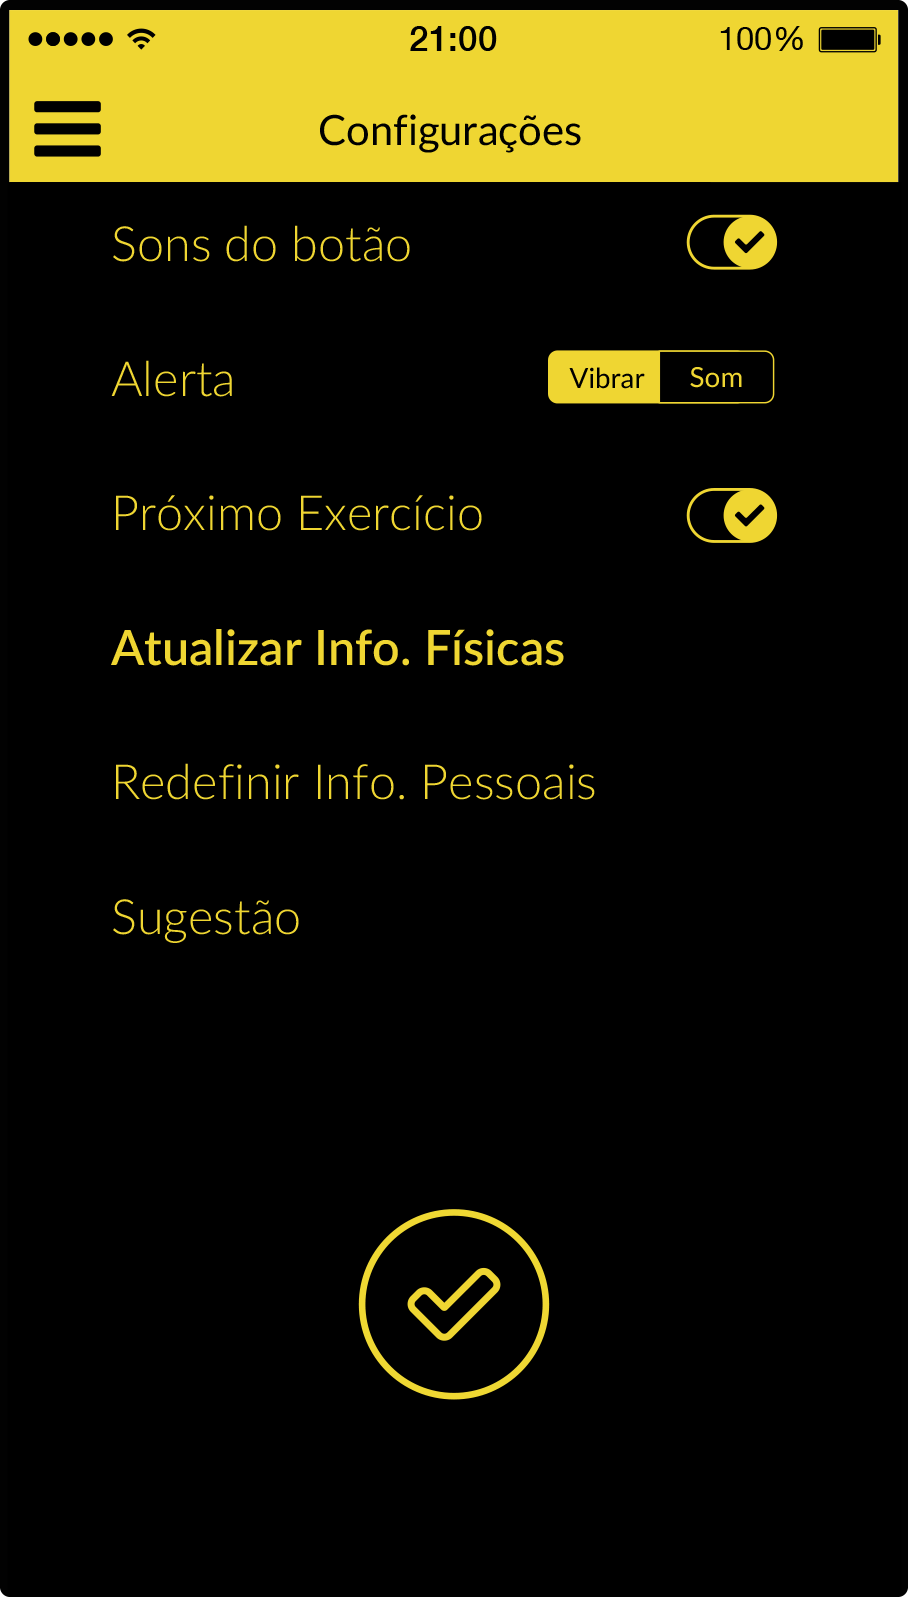 21:00 100%
Configurações
Sons do botão
Alerta Vibrar Som
Próximo Exercício
Atualizar Info. Físicas
Redefinir Info. Pessoais
Sugestão